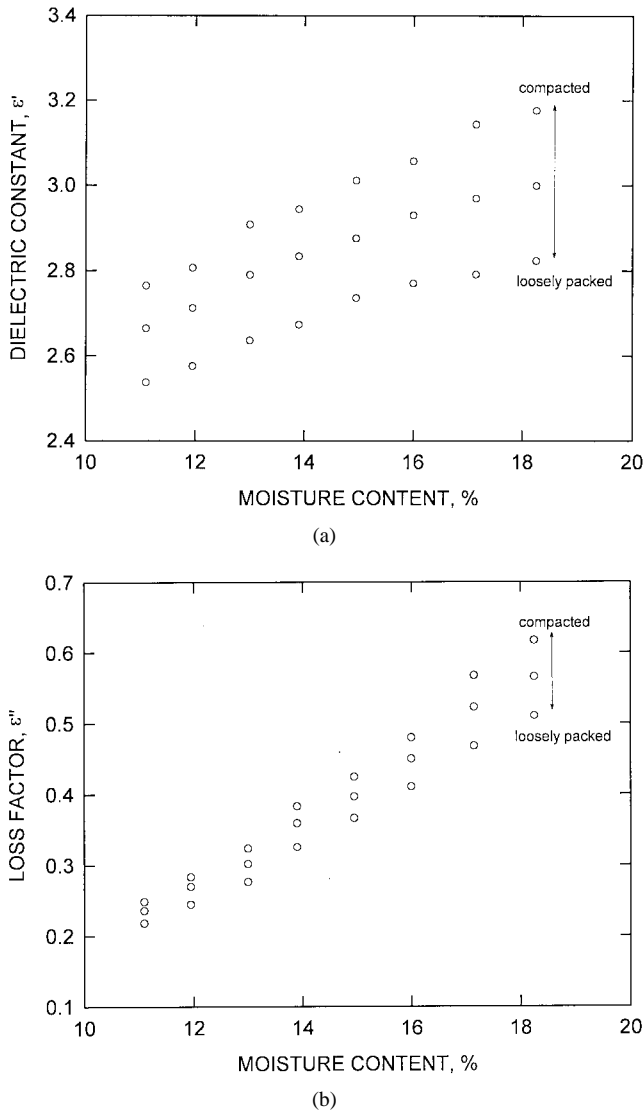 3.4
3.2
3.0
2.8
2.6
2.4
DIELECTRIC CONSTANT, ε'
compacted
loosely packed
10 12 14 16 18 20
MOISTURE CONTENT, %
(a)
0.7
0.6
0.5
0.4
0.3
0.2
0.1
LOSS FACTOR, ε"
compacted
loosely packed
10 12 14 16 18 20
MOISTURE CONTENT, %
(b)